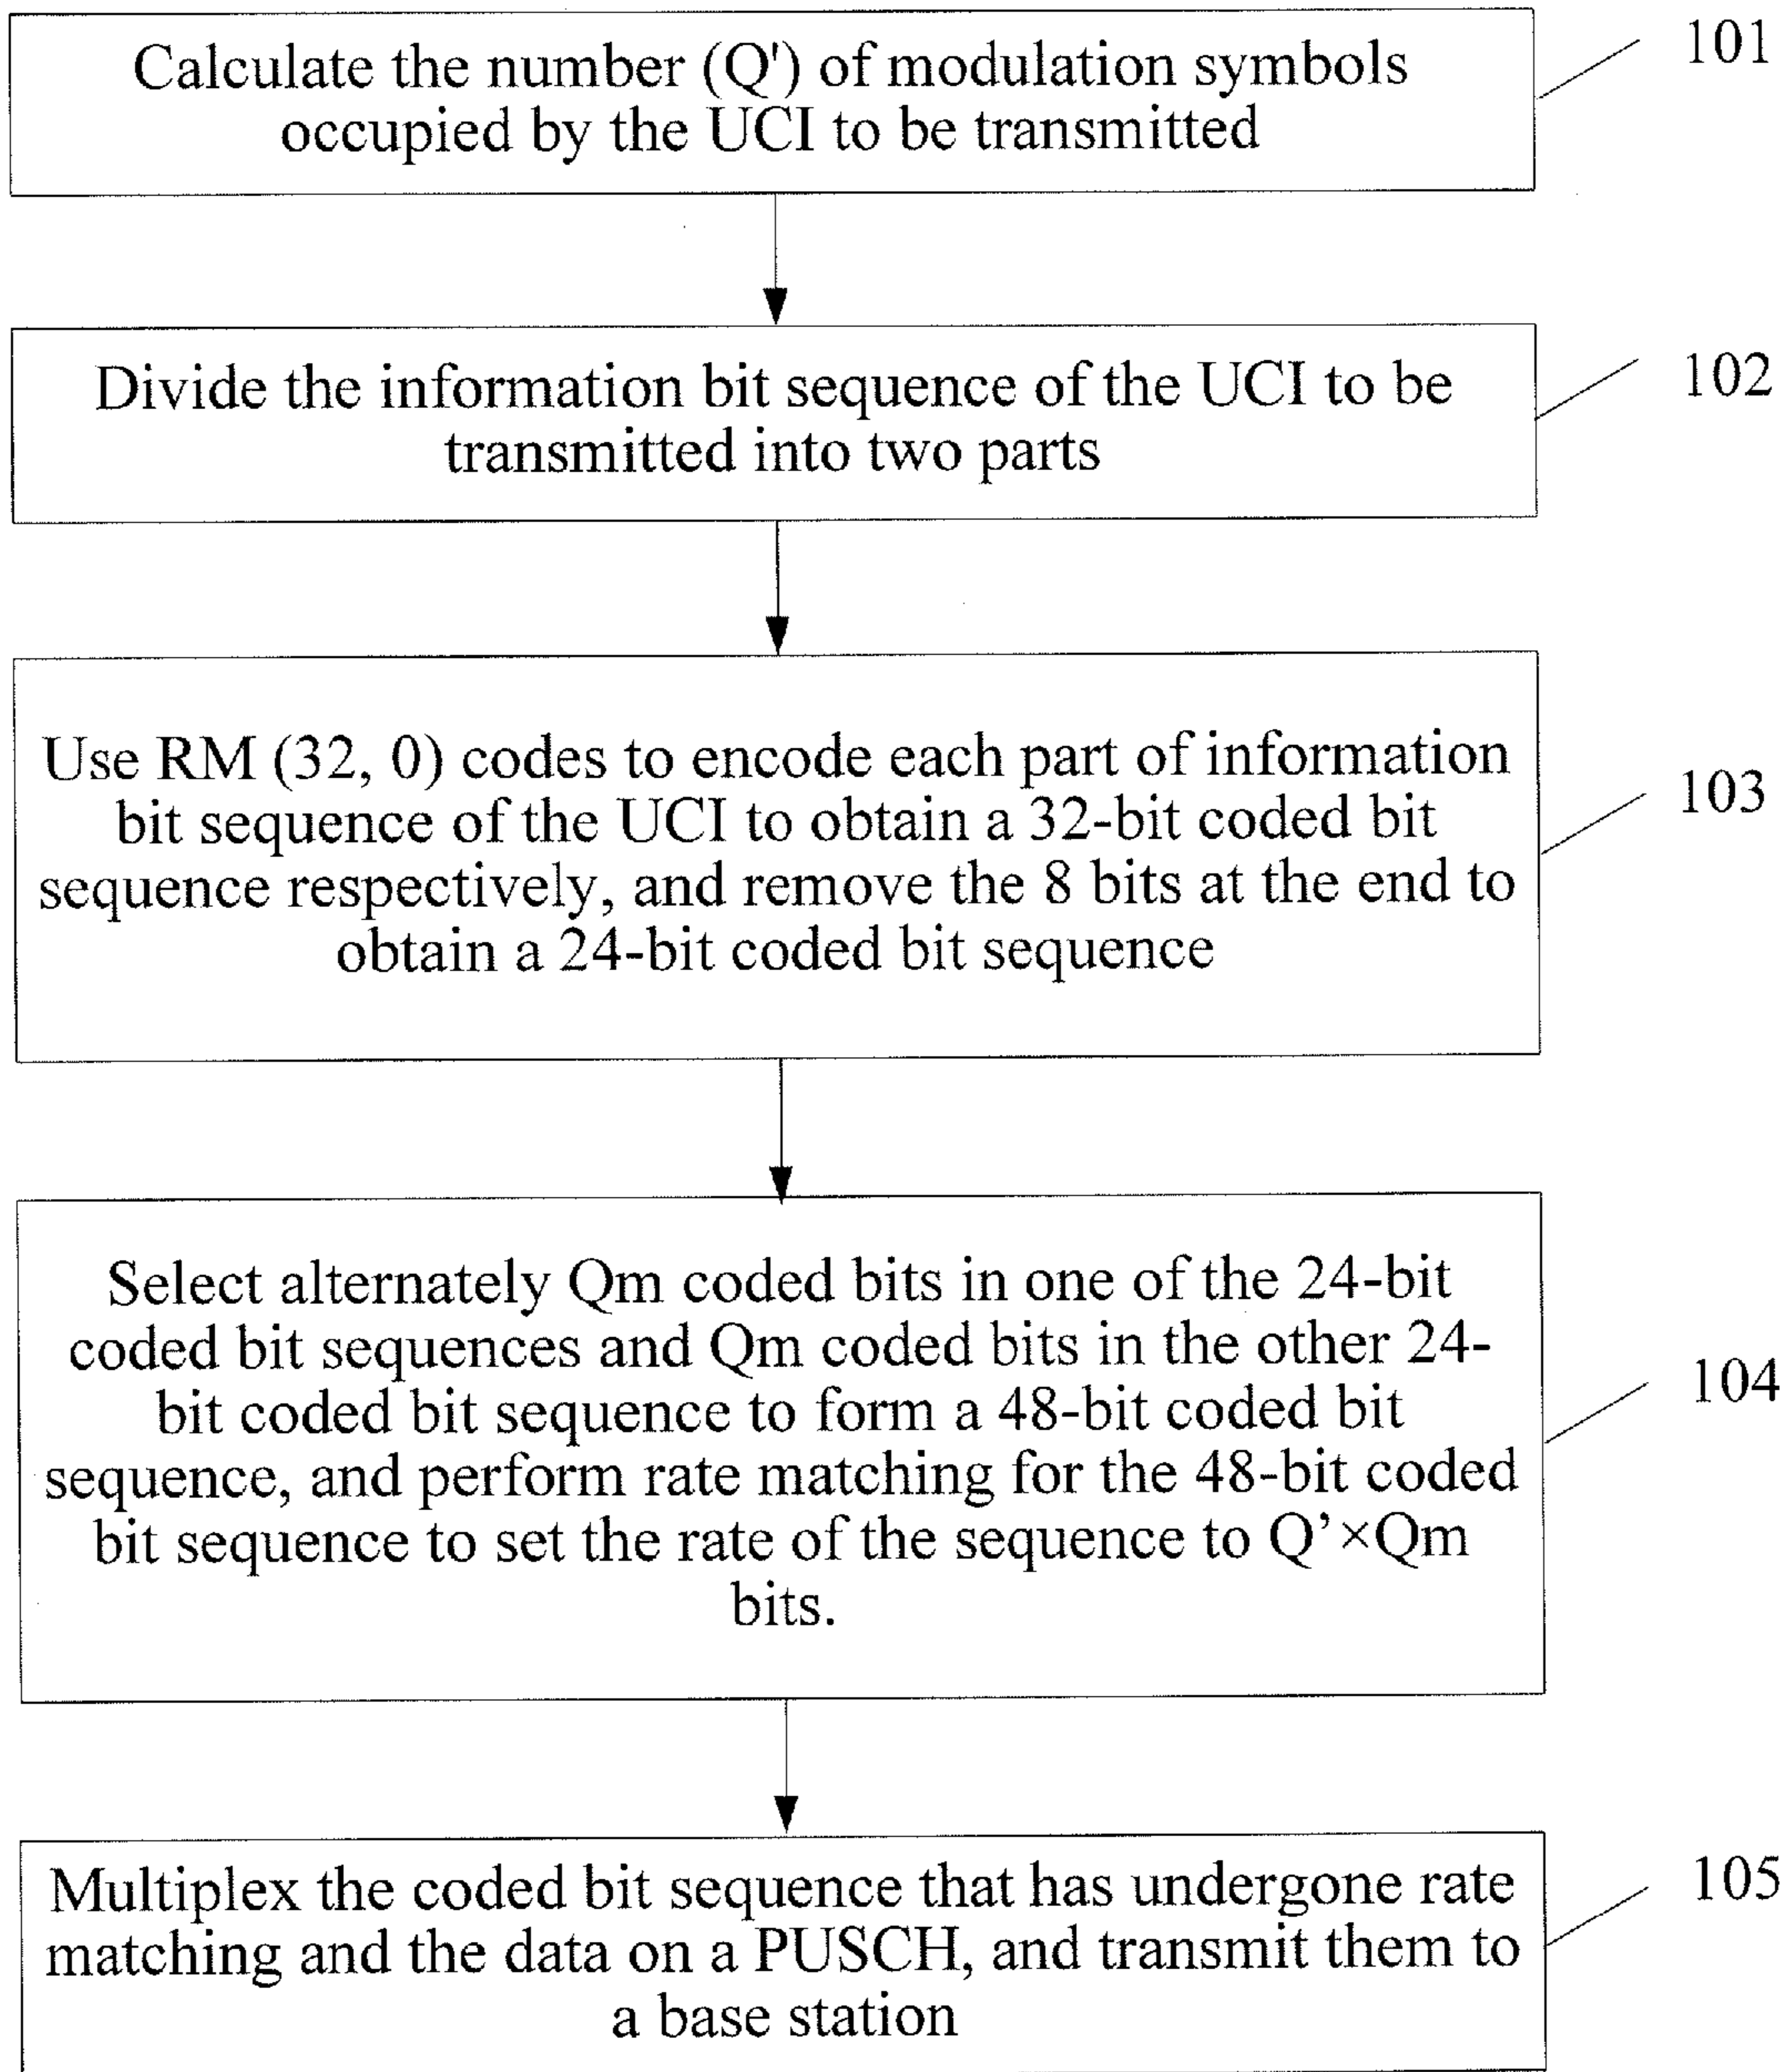 Calculate the number (Q') of modulation symbols
occupied by the UCI to be transmitted
101
Divide the information bit sequence of the UCI to be
transmitted into two parts
102
Use RM (32, 0) codes to encode each part of information
bit sequence of the UCI to obtain a 32-bit coded bit
sequence respectively, and remove the 8 bits at the end to
obtain a 24-bit coded bit sequence
103
Select alternately Qm coded bits in one of the 24-bit
coded bit sequences and Qm coded bits in the other 24-
bit coded bit sequence to form a 48-bit coded bit
sequence, and perform rate matching for the 48-bit coded
bit sequence to set the rate of the sequence to Q’×Qm
bits.
104
Multiplex the coded bit sequence that has undergone rate
matching and the data on a PUSCH, and transmit them to
a base station
105